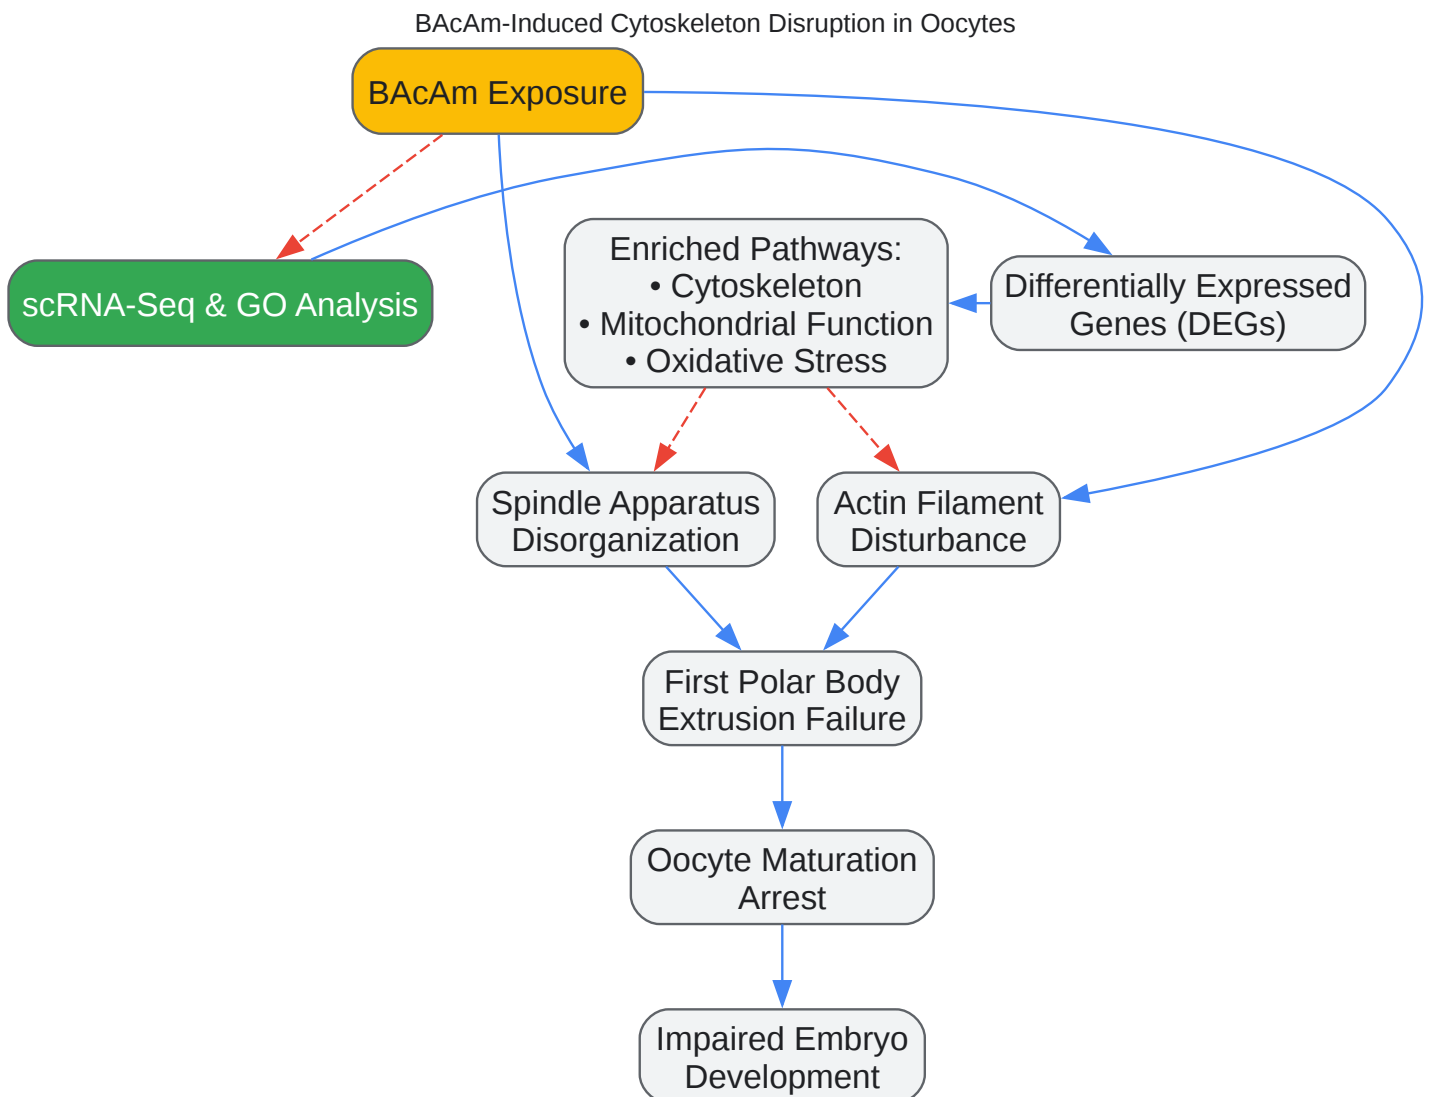 BAcAm-Induced Cytoskeleton Disruption in Oocytes
BAcAm Exposure
scRNA-Seq & GO Analysis
Enriched Pathways:
• Cytoskeleton
• Mitochondrial Function
• Oxidative Stress
Differentially Expressed
Genes (DEGs)
Spindle Apparatus
Disorganization
Actin Filament
Disturbance
First Polar Body
Extrusion Failure
Oocyte Maturation
Arrest
Impaired Embryo
Development